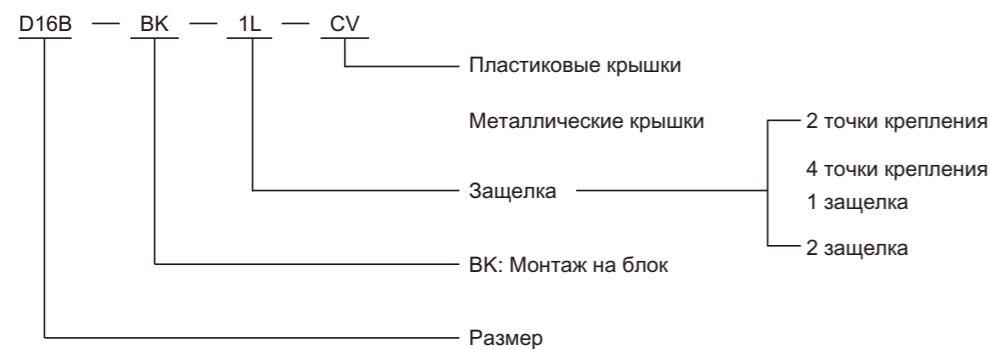 D16B — BK — 1L — CV
Пластиковые крышки
Металлические крышки
2 точки крепления
4 точки крепления
Защелка
1 защелка
2 защелка
BK: Монтаж на блок
Размер